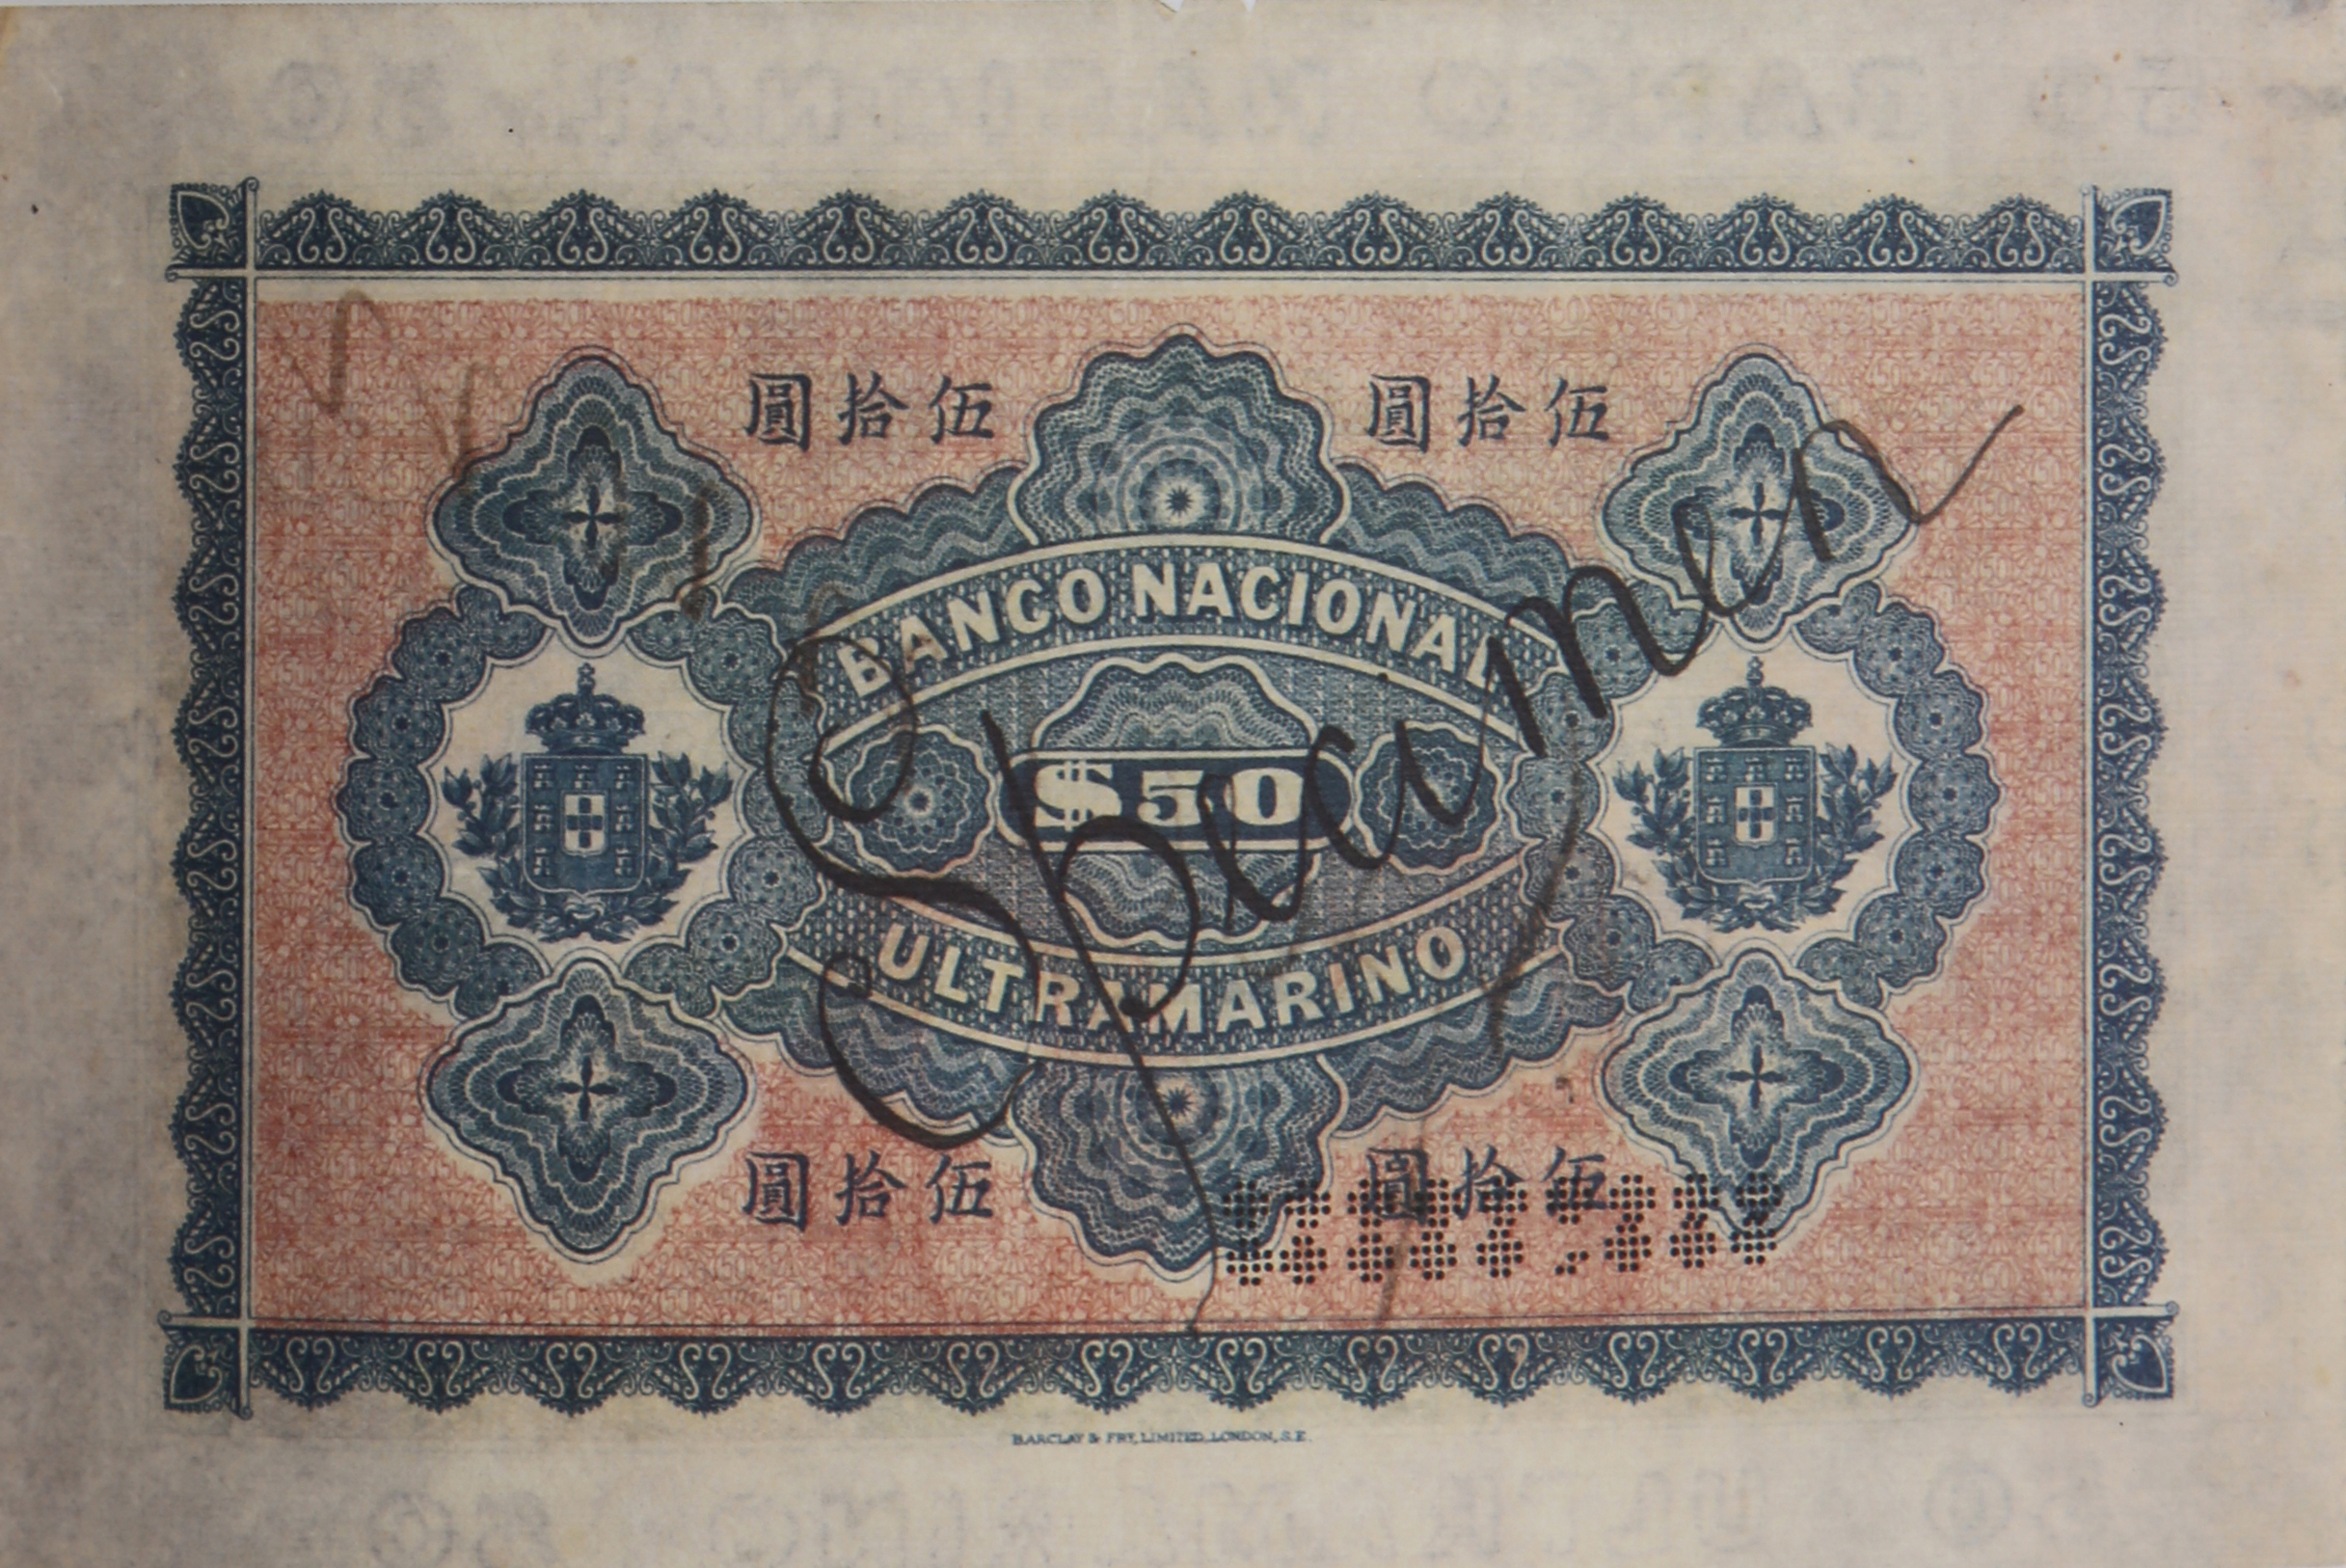 圓拾伍 圓拾伍
BANCO NACIONAL
$50
Specimen
ULTRAMARINO
圓拾伍 圓拾伍
BARCLAY & FRY, LIMITED, LONDON, S.E.